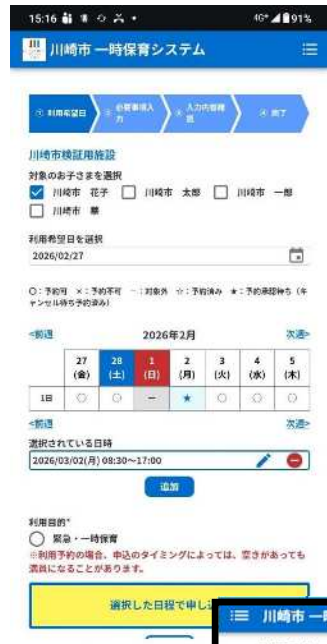 15:16 4G+ 91%
川崎市 一時保育システム
① 利用希望日 ② 必要事項入力 ③ 入力内容確認 ④ 完了
川崎市検証用施設
対象のお子さまを選択
川崎市 花子 川崎市 太郎 川崎市 一郎
川崎市 華
利用希望日を選択
2026/02/27
○：予約可 ×：予約不可 −：対象外 ☆：予約済み ★：予約承認待ち（キ
ャンセル待ち予約済み）
<前週 2026年2月 次週>
27 28 1 2 3 4 5
(金) (土) (日) (月) (火) (水) (木)
1日 ○ ○ − ★ ○ ○ ○
<前週 次週>
選択されている日時
2026/03/02(月) 08:30～17:00
追加
利用目的*
緊急・一時保育
※利用予約の場合、申込のタイミングによっては、空きがあっても
満員になることがあります。
選択した日程で申し
川崎市 一時